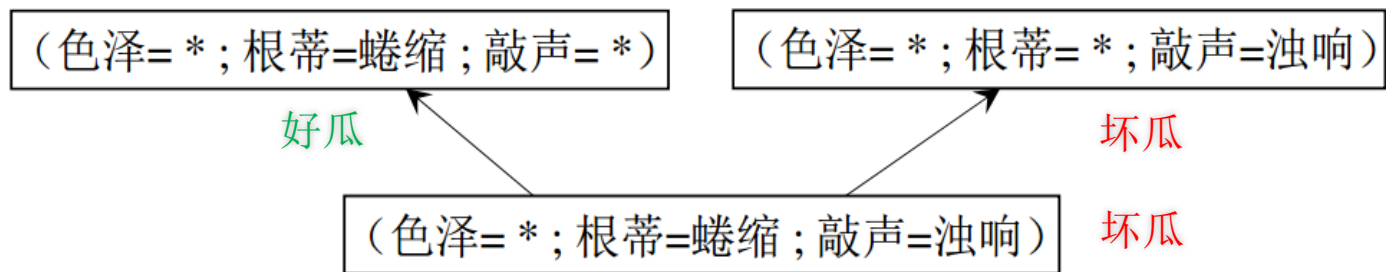 （色泽= *；根蒂=蜷缩；敲声= *） （色泽= *；根蒂= *；敲声=浊响）
好瓜 坏瓜
（色泽= *；根蒂=蜷缩；敲声=浊响） 坏瓜